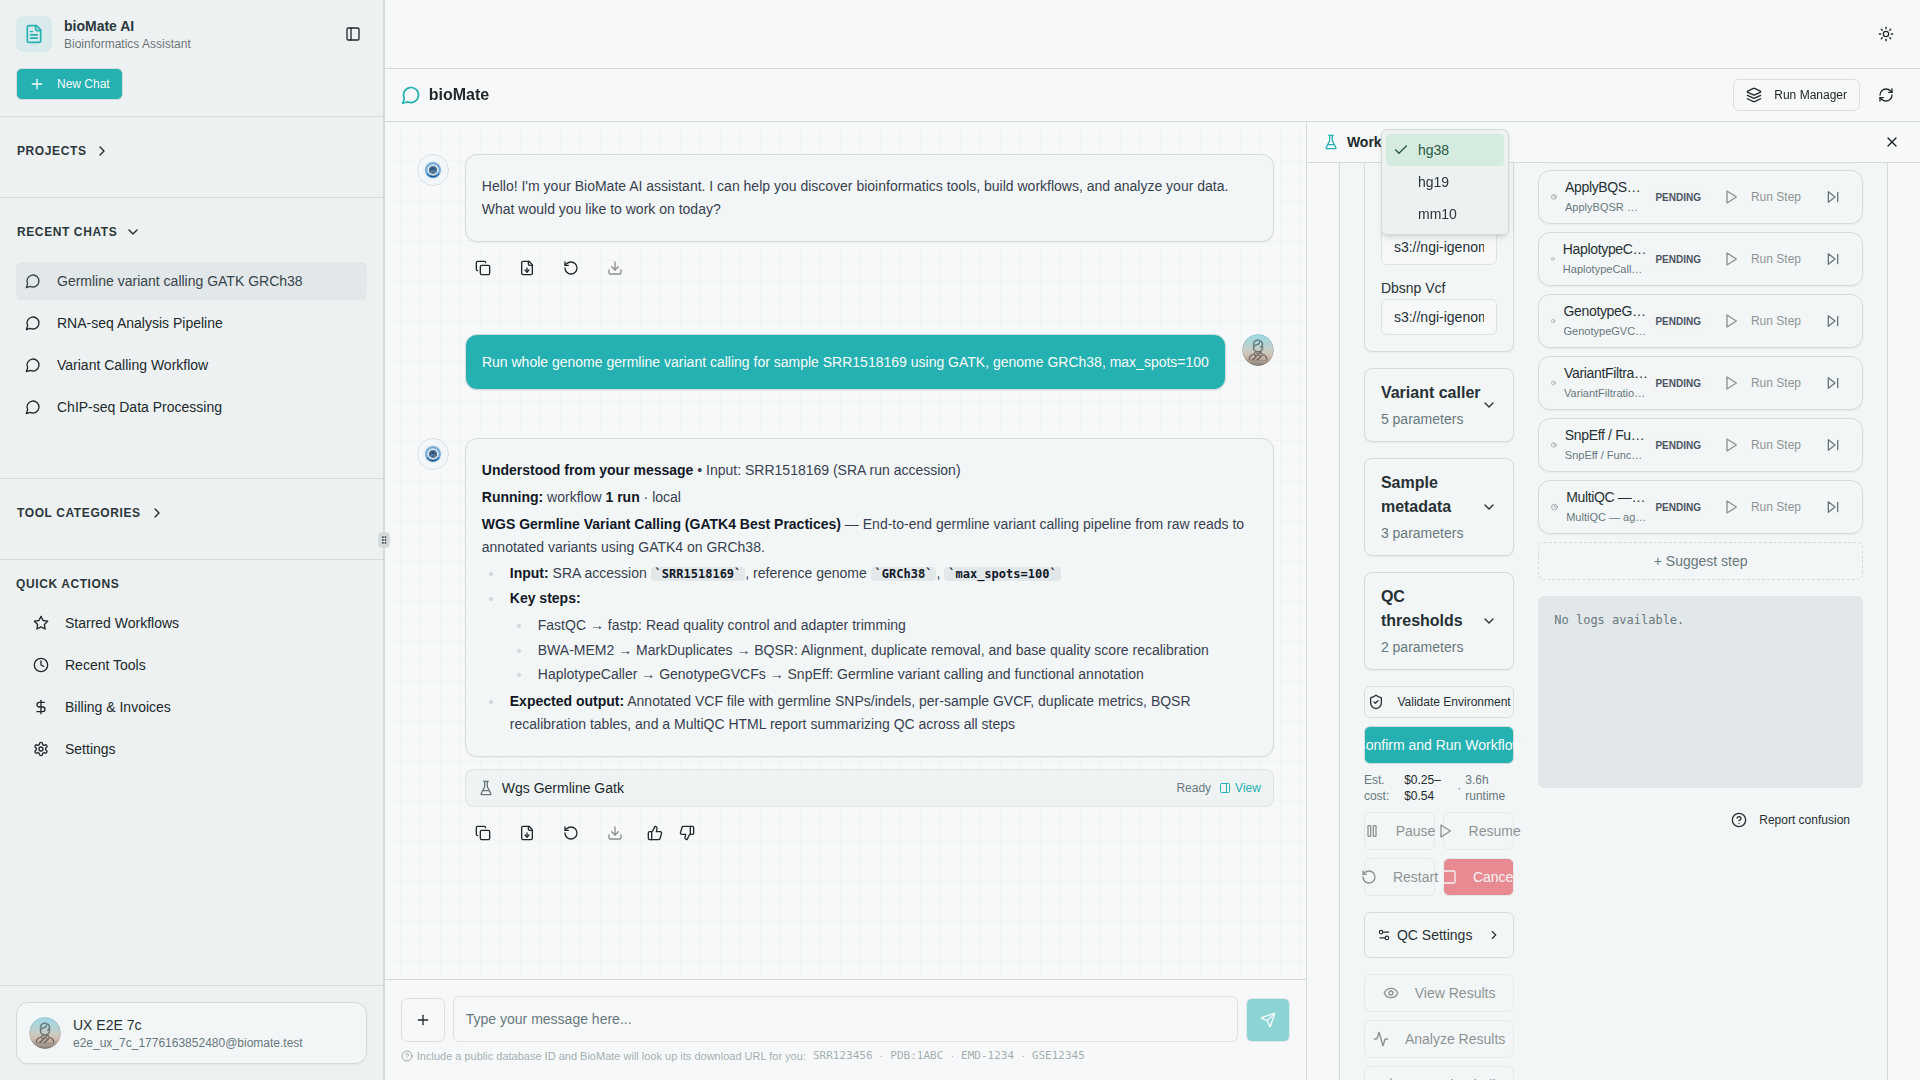 bioMate AI
Bioinformatics Assistant
New Chat
PROJECTS
RECENT CHATS
Germline variant calling GATK GRCh38
RNA-seq Analysis Pipeline
Variant Calling Workflow
ChIP-seq Data Processing
TOOL CATEGORIES
QUICK ACTIONS
Starred Workflows
Recent Tools
Billing & Invoices
Settings
UX E2E 7c
e2e_ux_7c_1776163852480@biomate.test
bioMate
Run Manager
Hello! I'm your BioMate AI assistant. I can help you discover bioinformatics tools, build workflows, and analyze your data.
What would you like to work on today?
Run whole genome germline variant calling for sample SRR1518169 using GATK, genome GRCh38, max_spots=100
Understood from your message • Input: SRR1518169 (SRA run accession)
Running: workflow 1 run · local
WGS Germline Variant Calling (GATK4 Best Practices) — End-to-end germline variant calling pipeline from raw reads to
annotated variants using GATK4 on GRCh38.
Input: SRA accession `SRR1518169`, reference genome `GRCh38`, `max_spots=100`
Key steps:
FastQC → fastp: Read quality control and adapter trimming
BWA-MEM2 → MarkDuplicates → BQSR: Alignment, duplicate removal, and base quality score recalibration
HaplotypeCaller → GenotypeGVCFs → SnpEff: Germline variant calling and functional annotation
Expected output: Annotated VCF file with germline SNPs/indels, per-sample GVCF, duplicate metrics, BQSR
recalibration tables, and a MultiQC HTML report summarizing QC across all steps
Wgs Germline Gatk
Ready
View
Type your message here...
Include a public database ID and BioMate will look up its download URL for you: SRR123456 · PDB:1ABC · EMD-1234 · GSE12345
Work
hg38
hg19
mm10
s3://ngi-igenon
Dbsnp Vcf
s3://ngi-igenon
Variant caller
5 parameters
Sample
metadata
3 parameters
QC
thresholds
2 parameters
Validate Environment
onfirm and Run Workflo
Est.
cost:
$0.25–
$0.54
·
3.6h
runtime
Pause
Resume
Restart
Cance
QC Settings
View Results
Analyze Results
ApplyBQS…
ApplyBQSR …
PENDING
Run Step
HaplotypeC…
HaplotypeCall…
PENDING
Run Step
GenotypeG…
GenotypeGVC…
PENDING
Run Step
VariantFiltra…
VariantFiltratio…
PENDING
Run Step
SnpEff / Fu…
SnpEff / Func…
PENDING
Run Step
MultiQC —…
MultiQC — ag…
PENDING
Run Step
+ Suggest step
No logs available.
Report confusion